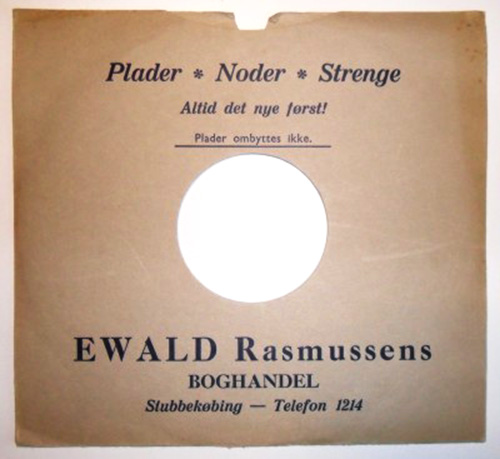 Plader * Noder * Strenge
Altid det nye først!
Plader ombyttes ikke.
EWALD Rasmussens
BOGHANDEL
Stubbekøbing — Telefon 1214